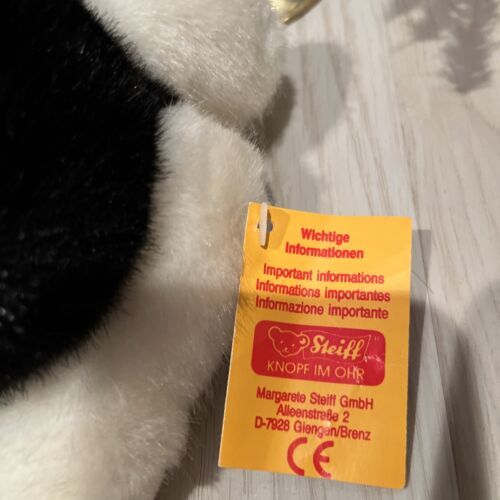 Wichtige
Informationen
Important informations
Informations importantes
Informazione importante
Steiff
KNOPF IM OHR
Margarete Steiff GmbH
Alleenstraße 2
D-7928 Giengen/Brenz
CE